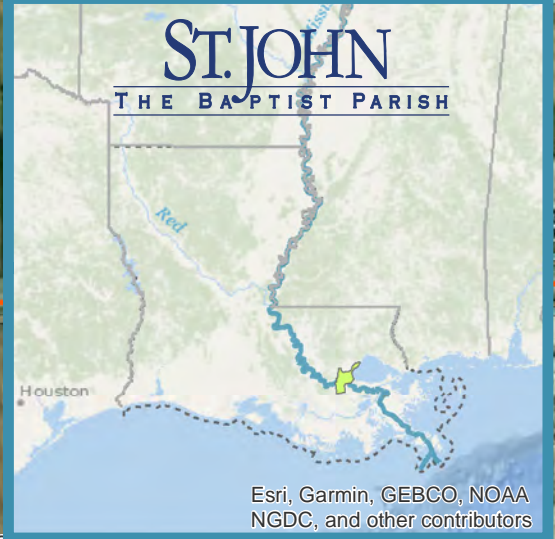 ST. JOHN
THE BAPTIST PARISH
Red
Houston
Esri, Garmin, GEBCO, NOAA
NGDC, and other contributors